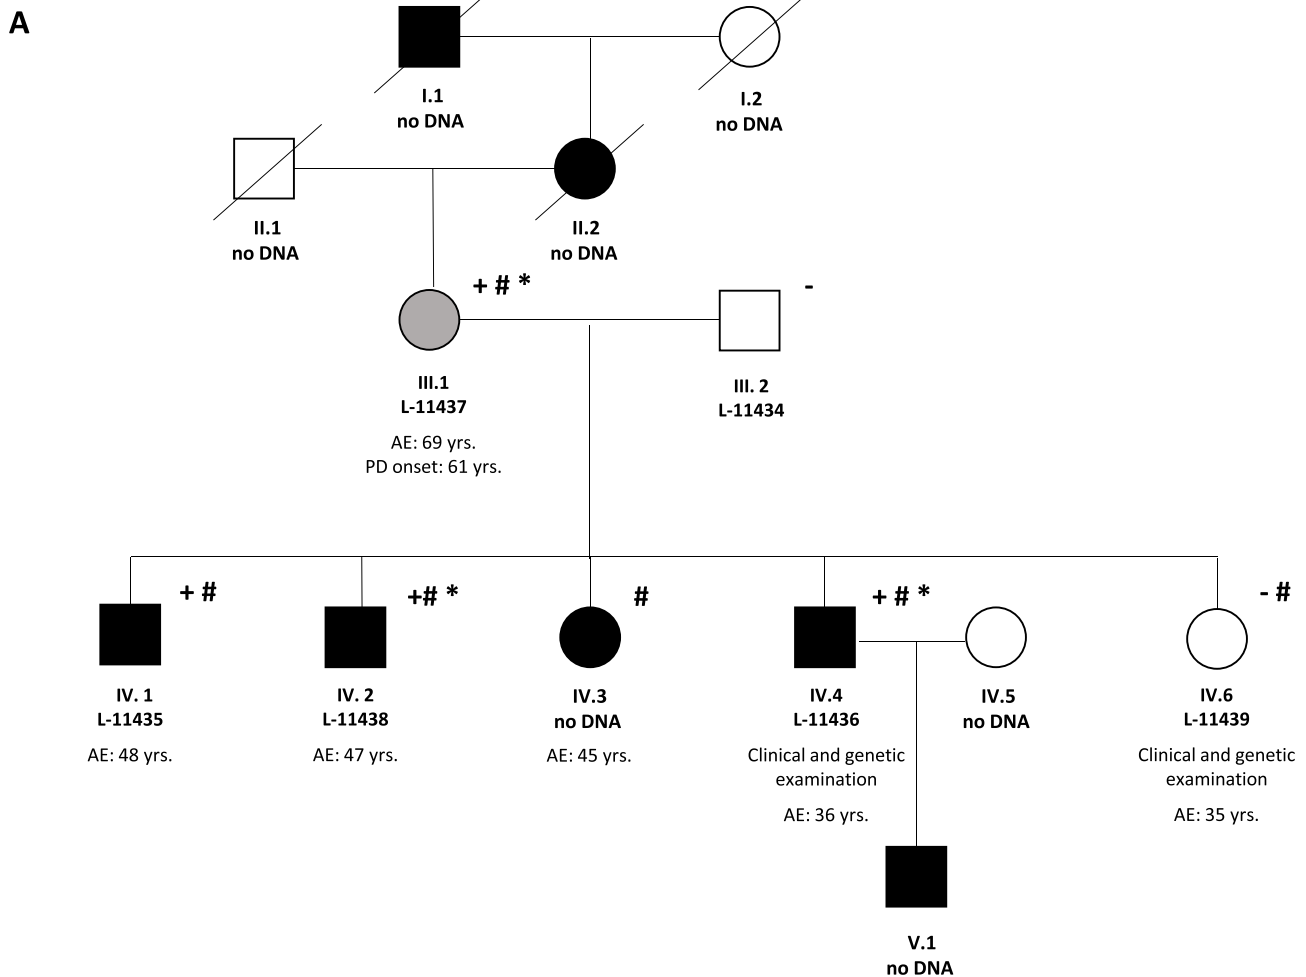 A
I.1
no DNA
I.2
no DNA
II.1
no DNA
II.2
no DNA
+ # *
-
III.1
L-11437
AE: 69 yrs.
PD onset: 61 yrs.
III. 2
L-11434
+ #
+# *
#
+ # *
- #
IV. 1
L-11435
AE: 48 yrs.
IV. 2
L-11438
AE: 47 yrs.
IV.3
no DNA
AE: 45 yrs.
IV.4
L-11436
Clinical and genetic
examination
AE: 36 yrs.
IV.5
no DNA
IV.6
L-11439
Clinical and genetic
examination
AE: 35 yrs.
V.1
no DNA